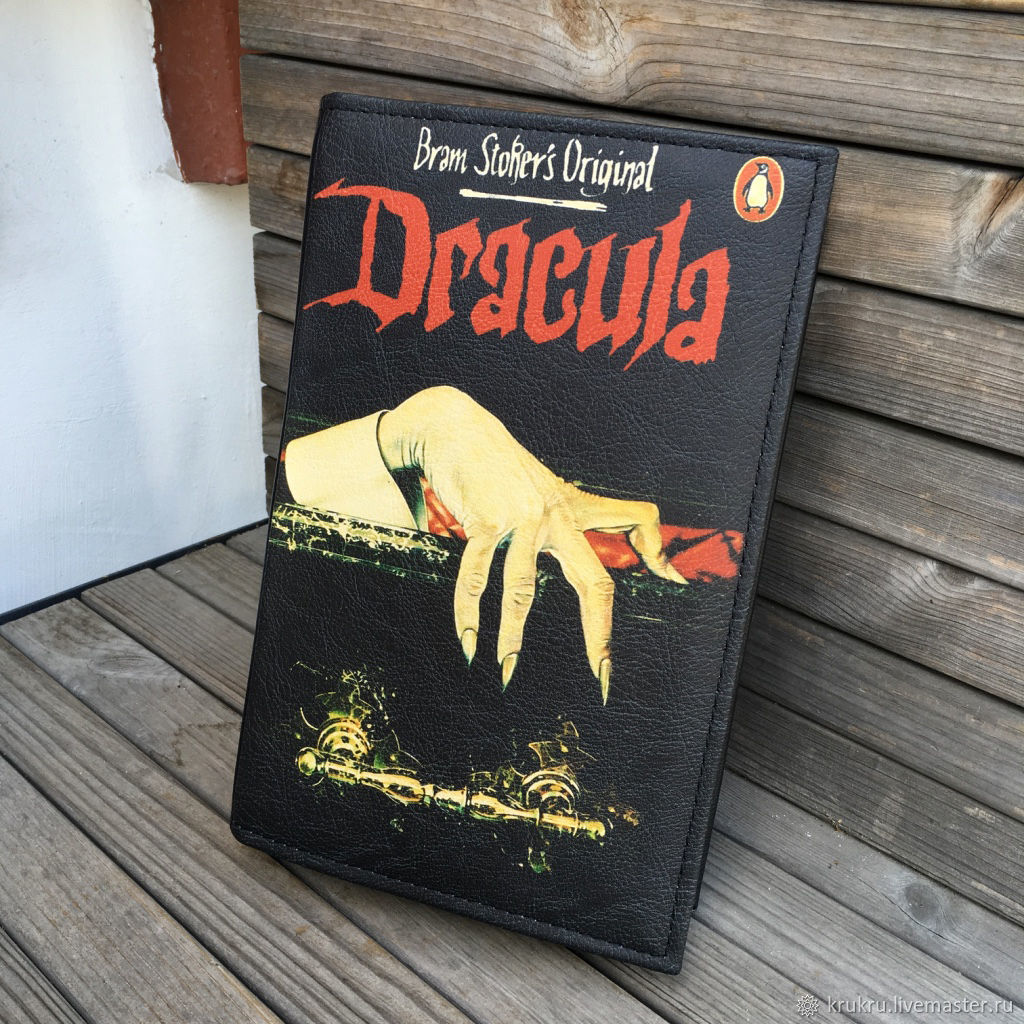 Bram Stoker's Original
Dracula
krukru.livemaster.ru